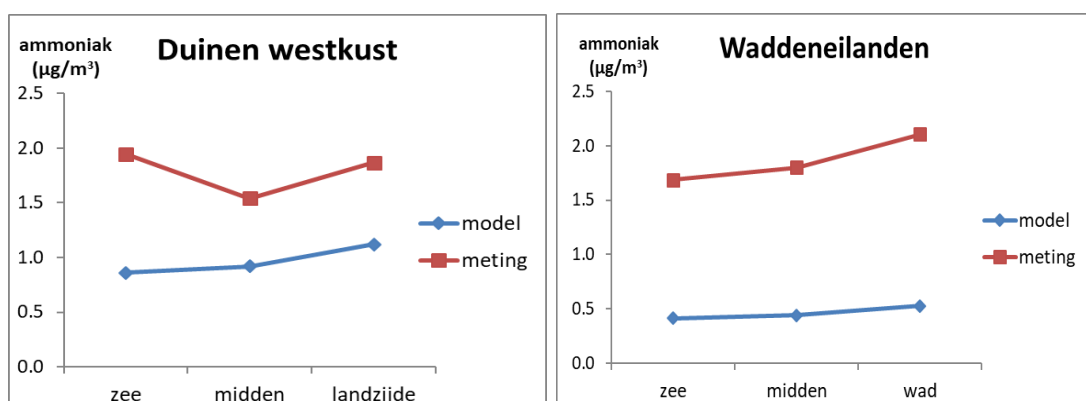 ammoniak
(µg/m³)
Duinen westkust
2.5
2.0
1.5
1.0
0.5
0.0
zee midden landzijde
model
meting
ammoniak
(µg/m³)
Waddeneilanden
2.5
2.0
1.5
1.0
0.5
0.0
zee midden wad
model
meting